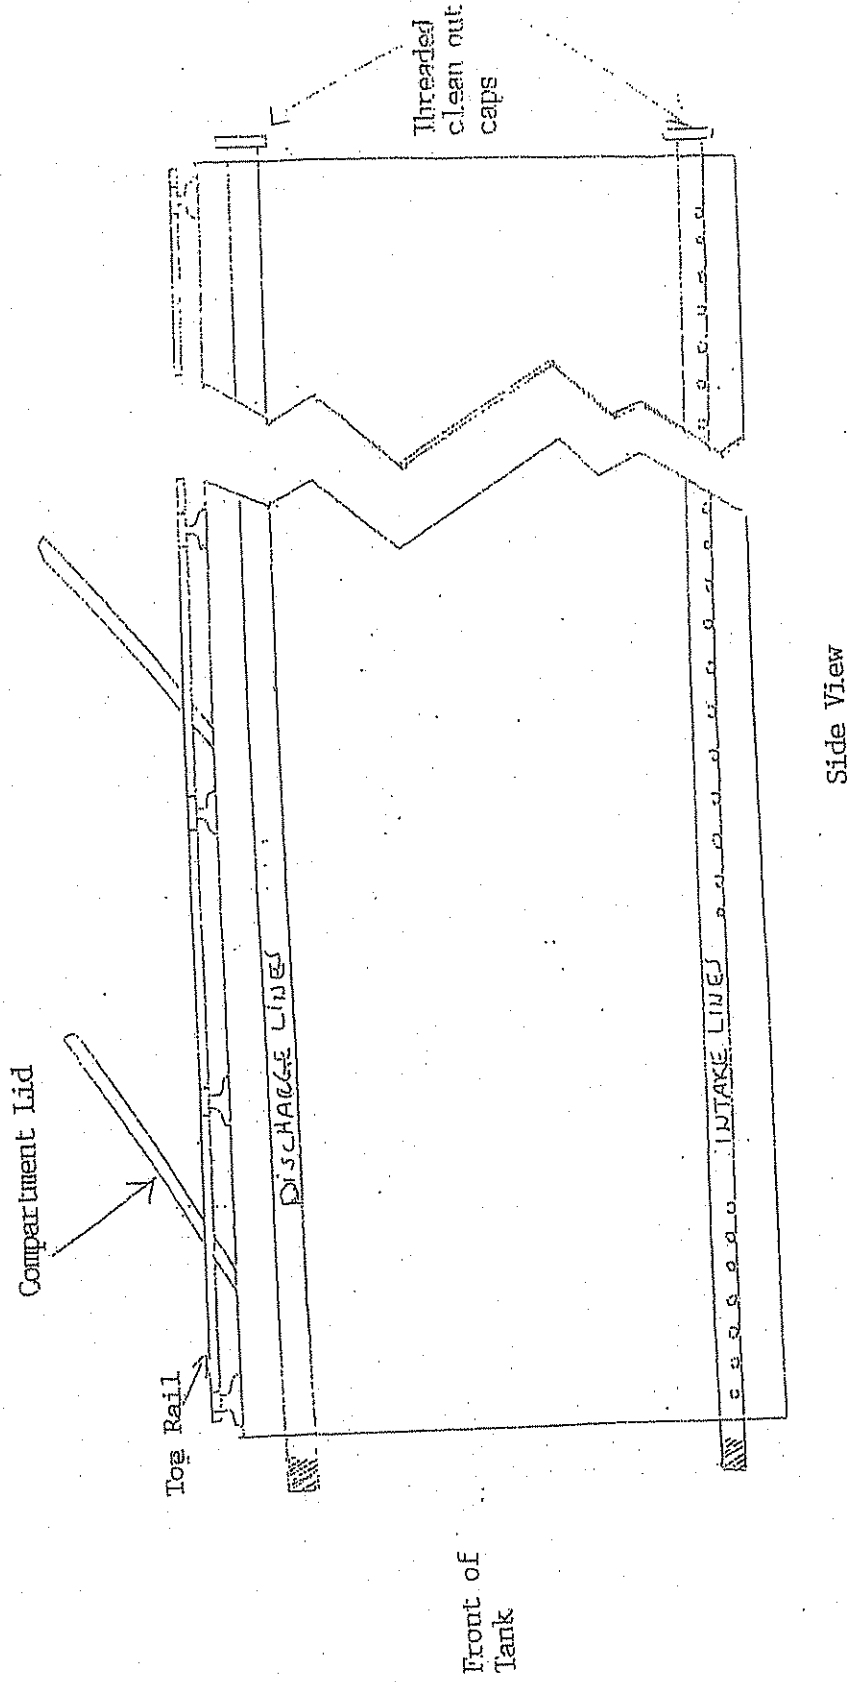 Compartment Lid
Toe Rail
Threaded
clean out
caps
DISCHARGE LINES
INTAKE LINES
Front of
Tank
Side View